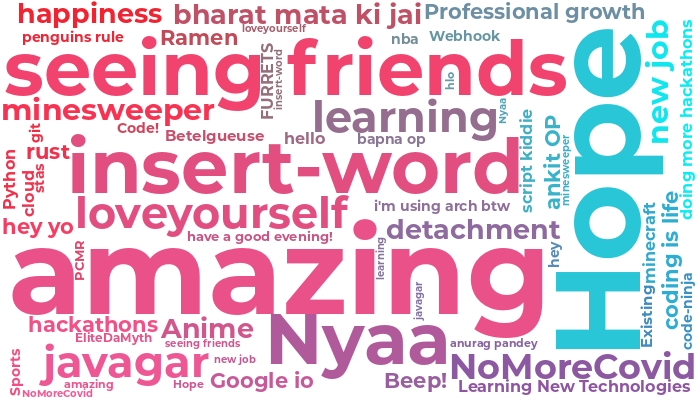 happiness
bharat mata ki jai
Professional growth
penguins rule
Ramen
loveyourself
nba
Webhook
seeing friends
FURRETS
insert-word
hlo
Nyaa
Hope
new job
doing more hackathons
minesweeper
learning
Code!
Betelgueuse
hello
bapna op
script kiddie
ankit OP
minesweeper
git
rust
Python
cloud
stas
insert-word
loveyourself
i'm using arch btw
hey yo
have a good evening!
detachment
hey
PCMR
amazing
learning
javagar
Existing
minecraft
coding is life
code-ninja
hackathons
Anime
EliteDaMyth
seeing friends
Nyaa
anurag pandey
javagar
new job
NoMoreCovid
Sports
amazing
Hope
Google io
Beep!
Learning New Technologies
NoMoreCovid